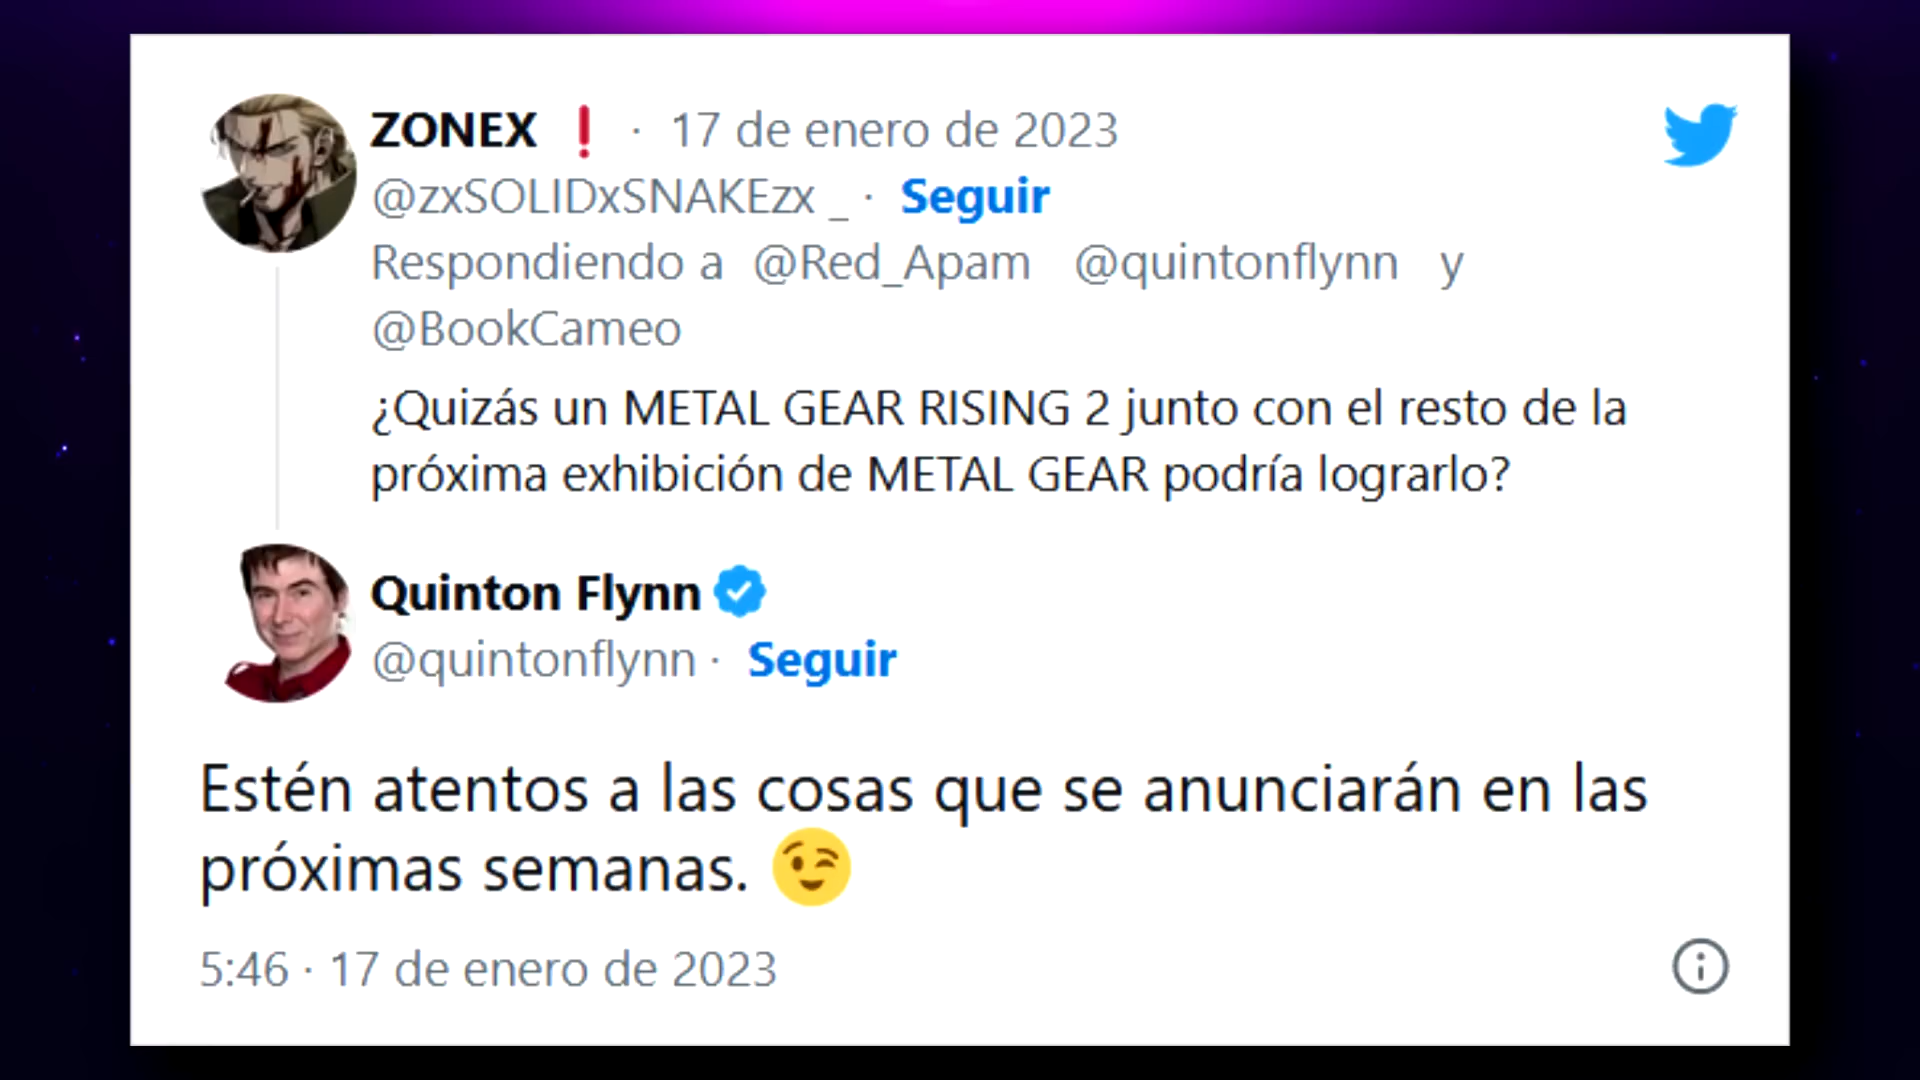 ZONEX ❗ · 17 de enero de 2023
@zxSOLIDxSNAKEzx _ · Seguir
Respondiendo a @Red_Apam @quintonflynn y
@BookCameo
¿Quizás un METAL GEAR RISING 2 junto con el resto de la
próxima exhibición de METAL GEAR podría lograrlo?
Quinton Flynn
@quintonflynn · Seguir
Estén atentos a las cosas que se anunciarán en las
próximas semanas. 😉
5:46 · 17 de enero de 2023